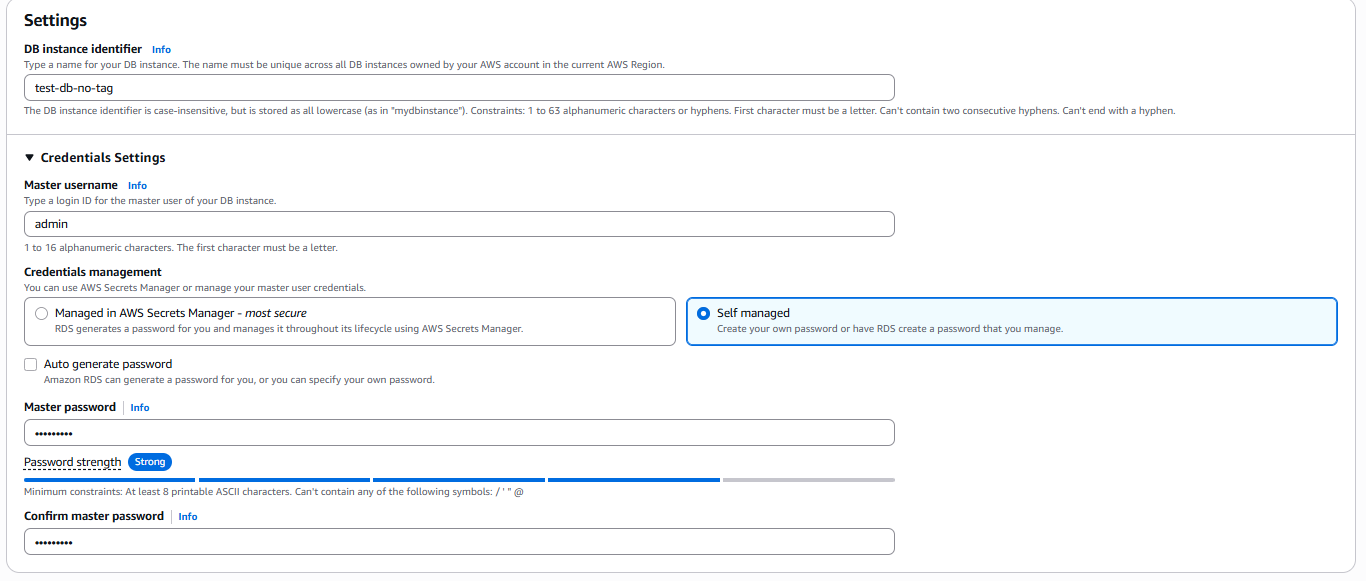 Settings
DB instance identifier Info
Type a name for your DB instance. The name must be unique across all DB instances owned by your AWS account in the current AWS Region.
test-db-no-tag
The DB instance identifier is case-insensitive, but is stored as all lowercase (as in "mydbinstance"). Constraints: 1 to 63 alphanumeric characters or hyphens. First character must be a letter. Can't contain two consecutive hyphens. Can't end with a hyphen.
▼ Credentials Settings
Master username Info
Type a login ID for the master user of your DB instance.
admin
1 to 16 alphanumeric characters. The first character must be a letter.
Credentials management
You can use AWS Secrets Manager or manage your master user credentials.
Managed in AWS Secrets Manager - most secure
RDS generates a password for you and manages it throughout its lifecycle using AWS Secrets Manager.
Self managed
Create your own password or have RDS create a password that you manage.
Auto generate password
Amazon RDS can generate a password for you, or you can specify your own password.
Master password Info
•••••••••
Password strength Strong
Minimum constraints: At least 8 printable ASCII characters. Can't contain any of the following symbols: / ' " @
Confirm master password Info
•••••••••